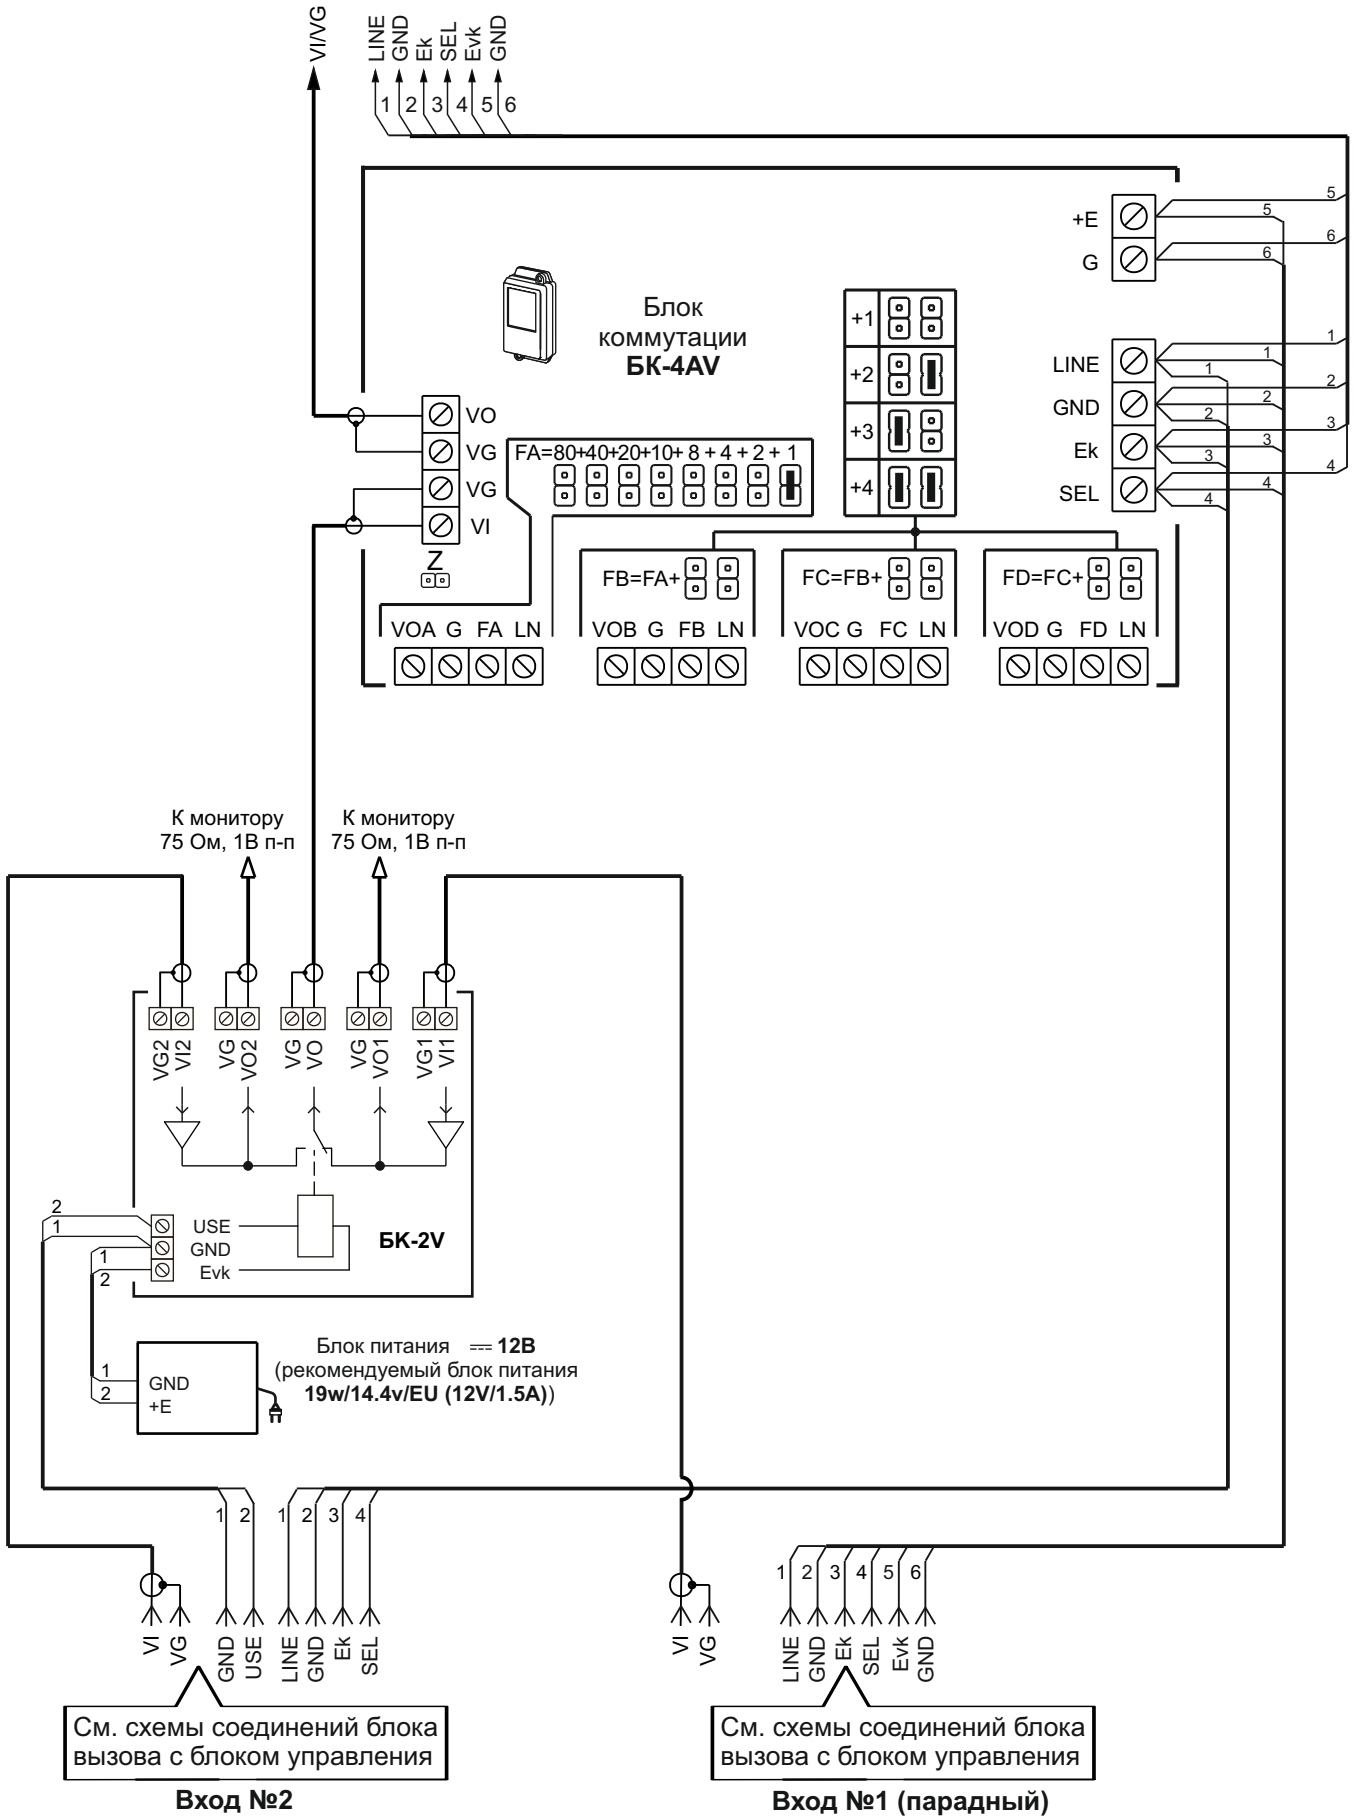 VI/VG
LINE
GND
Ek
SEL
Evk
GND
1 2 3 4 5 6
+E
G
5
5
6
6
Блок
коммутации
БК-4AV
+1
+2
+3
+4
LINE
GND
Ek
SEL
1
1
1
2
2
2
3
3
3
4
4
4
VO
VG
VG
VI
Z
FA=80+40+20+10+ 8 + 4 + 2 + 1
FB=FA+
FC=FB+
FD=FC+
VOA G FA LN
VOB G FB LN
VOC G FC LN
VOD G FD LN
К монитору
75 Ом, 1В п-п
К монитору
75 Ом, 1В п-п
VG2
VI2
VG
VO2
VG
VO
VG
VO1
VG1
VI1
2
1
1
2
USE
GND
Evk
БК-2V
Блок питания 12В
(рекомендуемый блок питания
19w/14.4v/EU (12V/1.5A))
1
2
GND
+E
1 2 1 2 3 4
1 2 3 4 5 6
VI
VG
GND
USE
LINE
GND
Ek
SEL
VI
VG
LINE
GND
Ek
SEL
Evk
GND
См. схемы соединений блока
вызова с блоком управления
Вход №2
См. схемы соединений блока
вызова с блоком управления
Вход №1 (парадный)